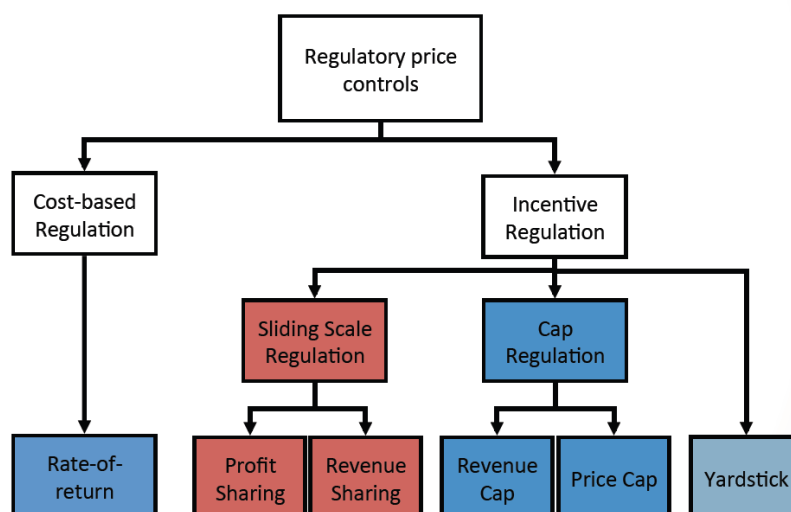 Regulatory price
controls
Cost-based
Regulation
Incentive
Regulation
Sliding Scale
Regulation
Cap
Regulation
Rate-of-
return
Profit
Sharing
Revenue
Sharing
Revenue
Cap
Price Cap
Yardstick